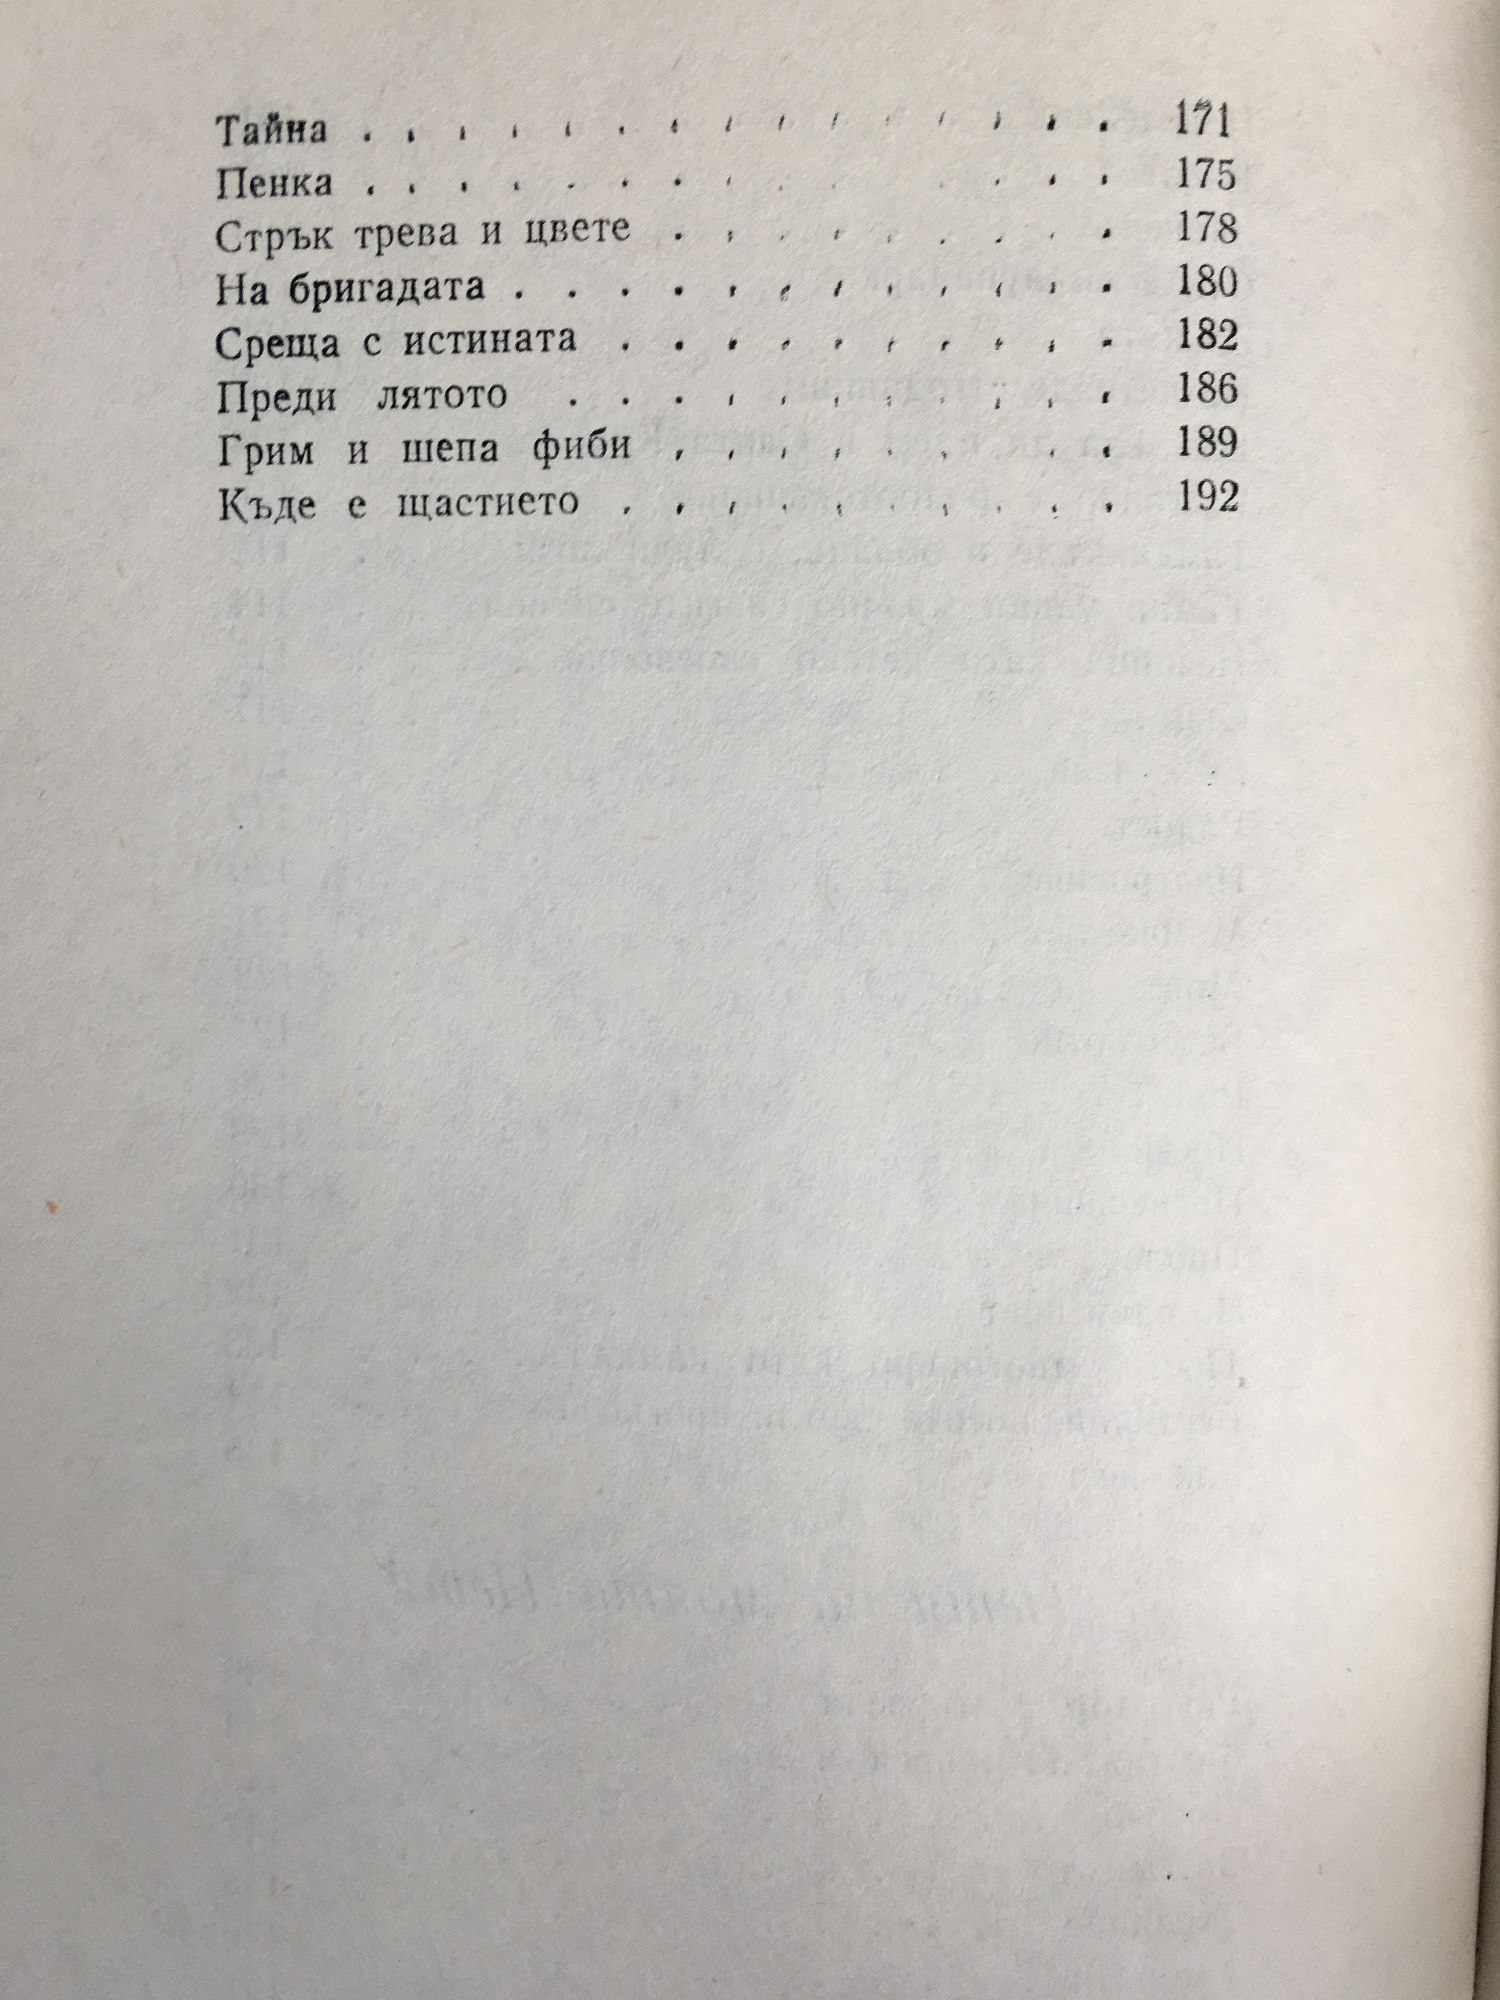 Тайна . . . . . . . . . . . . . . . 171
Пенка . . . . . . . . . . . . . . . 175
Стрък трева и цвете . . . . . . . . . 178
На бригадата . . . . . . . . . . . . 180
Среща с истината . . . . . . . . . . 182
Преди лятото . . . . . . . . . . . 186
Грим и шепа фиби . . . . . . . . . 189
Къде е щастието . . . . . . . . . . 192